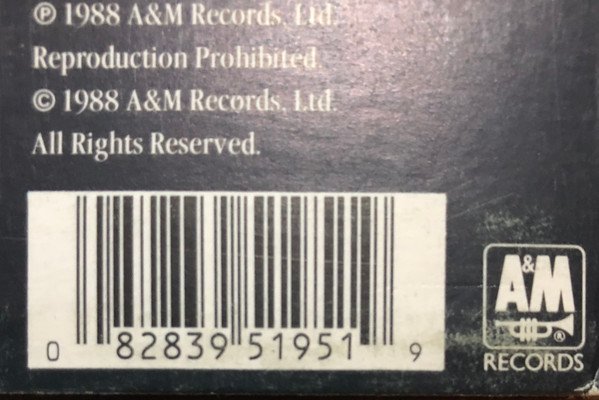 ℗ 1988 A&M Records, Ltd.
Reproduction Prohibited.
© 1988 A&M Records, Ltd.
All Rights Reserved.
0 82839 51951 9
A&M
®
RECORDS